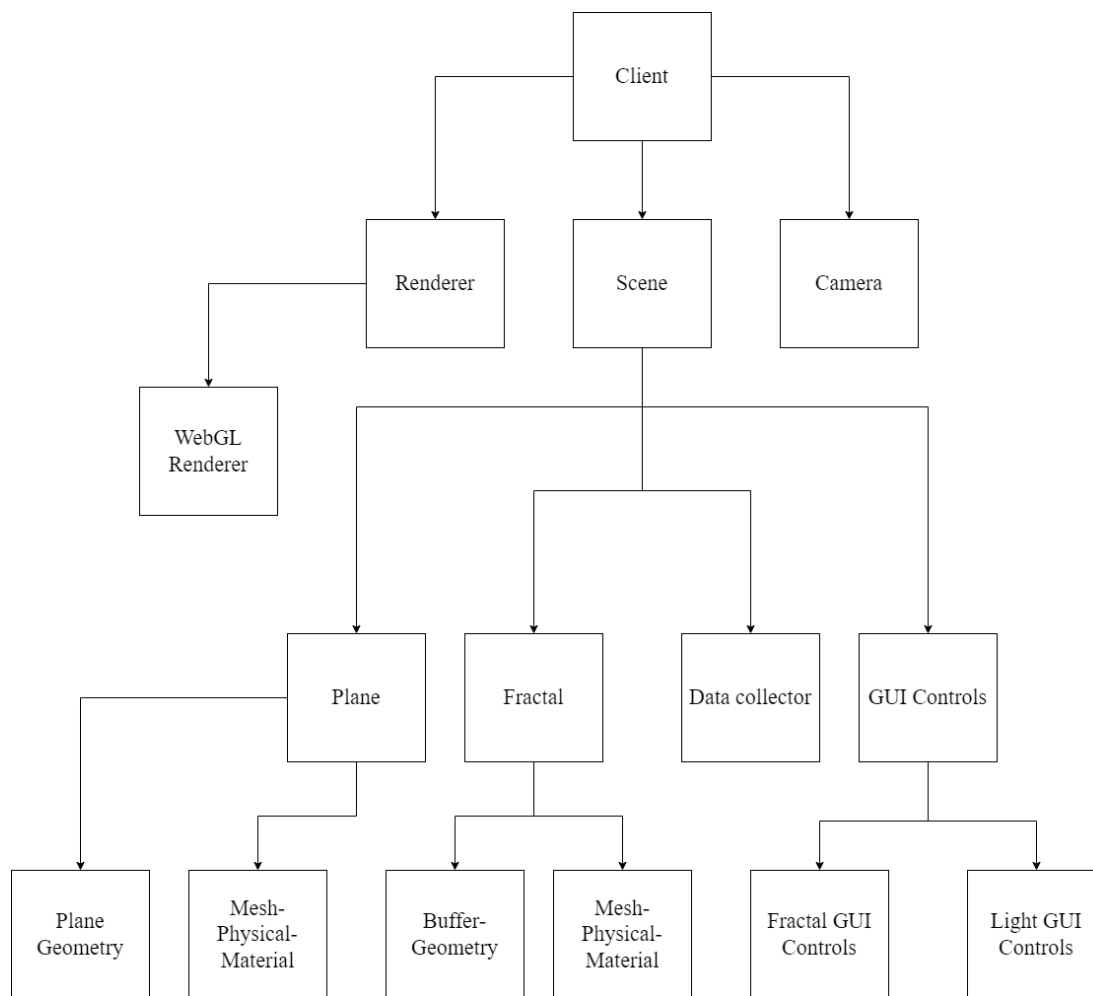 Client
Renderer
Scene
Camera
WebGL
Renderer
Plane
Fractal
Data collector
GUI Controls
Plane
Geometry
Mesh-
Physical-
Material
Buffer-
Geometry
Mesh-
Physical-
Material
Fractal GUI
Controls
Light GUI
Controls